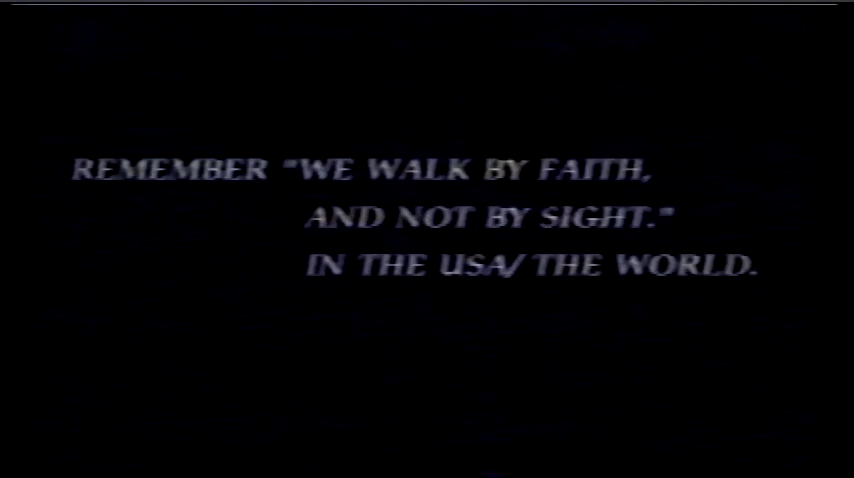 REMEMBER "WE WALK BY FAITH,
AND NOT BY SIGHT."
IN THE USA/ THE WORLD.